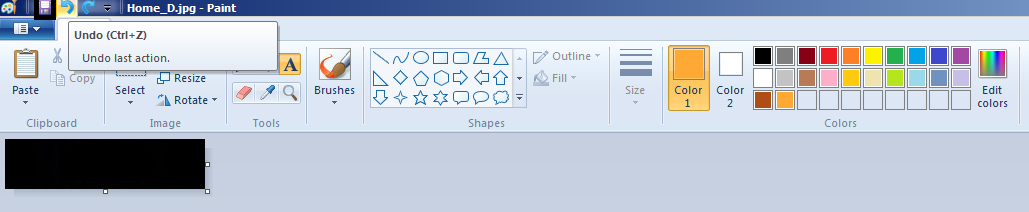 Home_D.jpg - Paint
Undo (Ctrl+Z)
Undo last action.
Paste
Copy
Select
Resize
Rotate
A
Brushes
Outline
Fill
Size
Color 1
Color 2
Edit colors
Clipboard
Image
Tools
Shapes
Colors